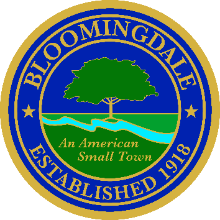 BLOOMINGDALE
An American
Small Town
ESTABLISHED 1918